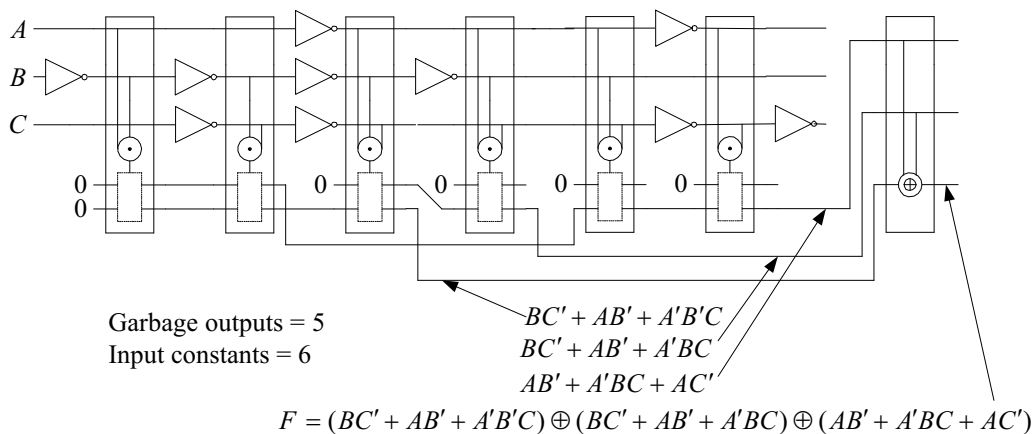 A
B
C
0
0
0
0
0
0
Garbage outputs = 5
Input constants = 6
BC′ + AB′ + A′B′C
BC′ + AB′ + A′BC
AB′ + A′BC + AC′
F = (BC′ + AB′ + A′B′C) ⊕ (BC′ + AB′ + A′BC) ⊕ (AB′ + A′BC + AC′)